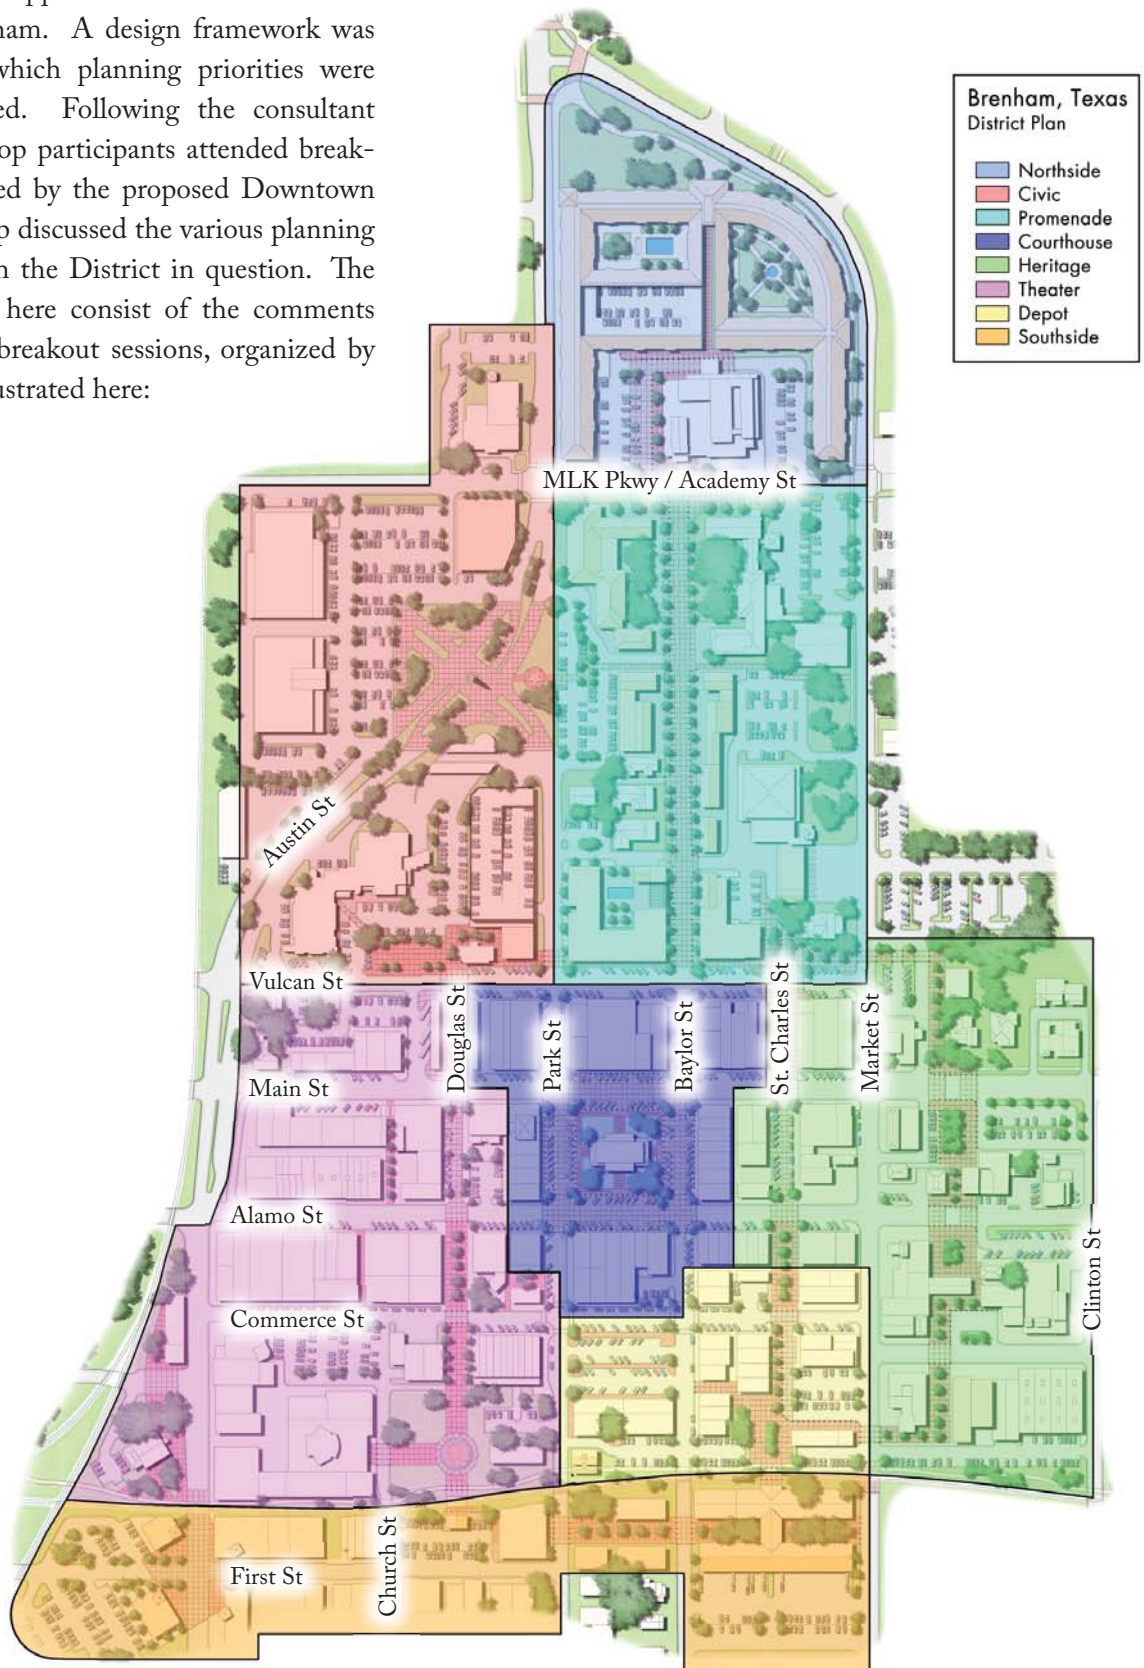 ham. A design framework was
which planning priorities were
ed. Following the consultant
op participants attended break-
ed by the proposed Downtown
p discussed the various planning
the District in question. The
here consist of the comments
breakout sessions, organized by
ustrated here:
Brenham, Texas
District Plan
Northside
Civic
Promenade
Courthouse
Heritage
Theater
Depot
Southside
MLK Pkwy / Academy St
Austin St
Vulcan St
Douglas St
Park St
Baylor St
St. Charles St
Market St
Main St
Alamo St
Clinton St
Commerce St
Church St
First St